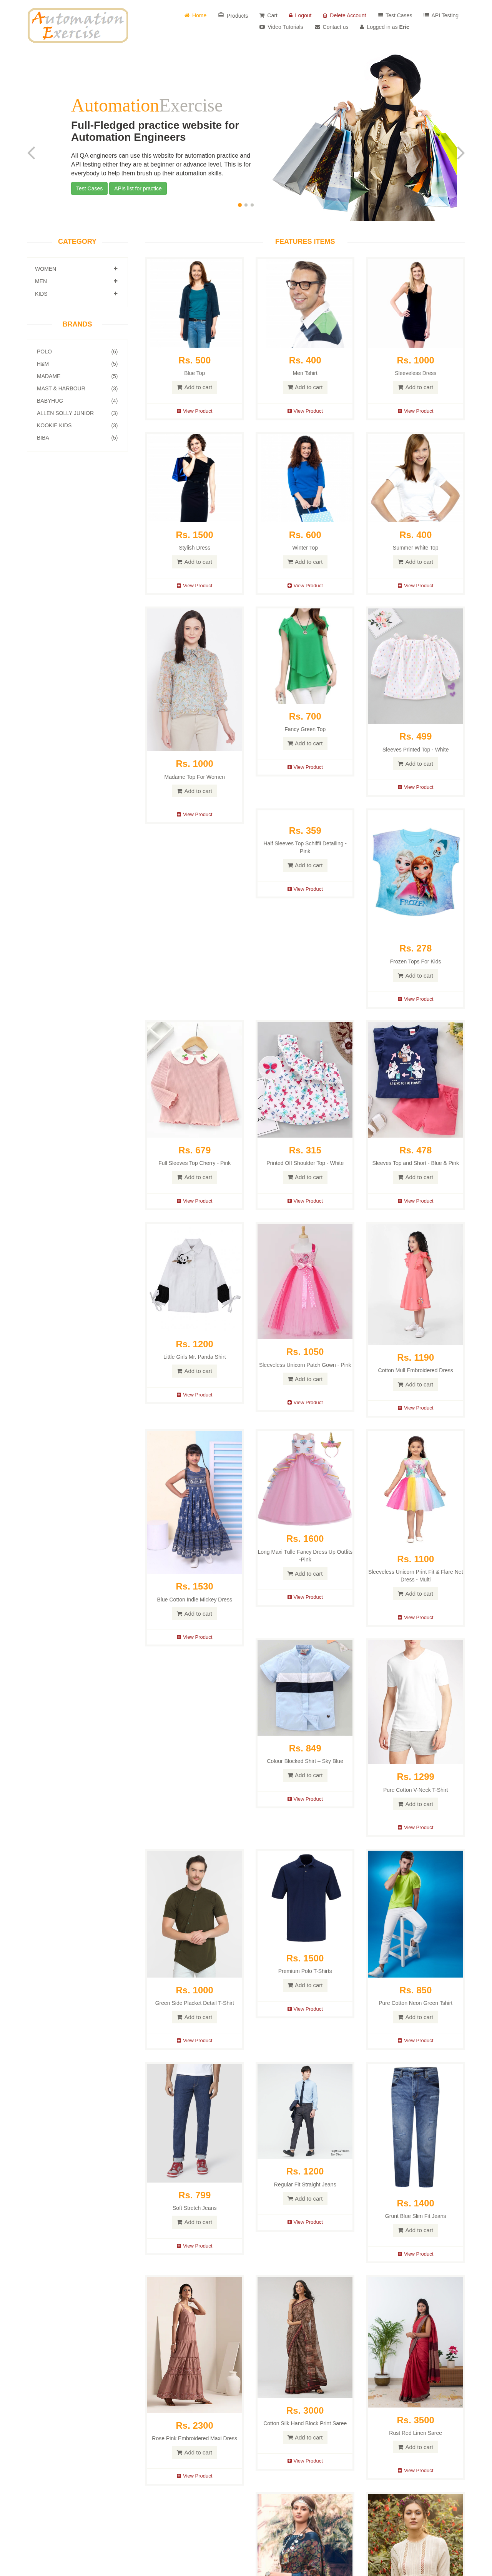 Automation
Exercise
Home
Products
Cart
Logout
Delete Account
Test Cases
API Testing
Video Tutorials
Contact us
Logged in as Eric
AutomationExercise
Full-Fledged practice website for
Automation Engineers
All QA engineers can use this website for automation practice and
API testing either they are at beginner or advance level. This is for
everybody to help them brush up their automation skills.
Test Cases
APIs list for practice
CATEGORY
WOMEN
MEN
KIDS
BRANDS
POLO (6)
H&M (5)
MADAME (5)
MAST & HARBOUR (3)
BABYHUG (4)
ALLEN SOLLY JUNIOR (3)
KOOKIE KIDS (3)
BIBA (5)
FEATURES ITEMS
Rs. 500
Blue Top
Add to cart
View Product
Rs. 400
Men Tshirt
Add to cart
View Product
Rs. 1000
Sleeveless Dress
Add to cart
View Product
Rs. 1500
Stylish Dress
Add to cart
View Product
Rs. 600
Winter Top
Add to cart
View Product
Rs. 400
Summer White Top
Add to cart
View Product
Rs. 1000
Madame Top For Women
Add to cart
View Product
Rs. 700
Fancy Green Top
Add to cart
View Product
Rs. 499
Sleeves Printed Top - White
Add to cart
View Product
Rs. 359
Half Sleeves Top Schiffli Detailing -
Pink
Add to cart
View Product
FROZEN
Rs. 278
Frozen Tops For Kids
Add to cart
View Product
Rs. 679
Full Sleeves Top Cherry - Pink
Add to cart
View Product
Rs. 315
Printed Off Shoulder Top - White
Add to cart
View Product
Rs. 478
Sleeves Top and Short - Blue & Pink
Add to cart
View Product
Rs. 1200
Little Girls Mr. Panda Shirt
Add to cart
View Product
Rs. 1050
Sleeveless Unicorn Patch Gown - Pink
Add to cart
View Product
Rs. 1190
Cotton Mull Embroidered Dress
Add to cart
View Product
Rs. 1530
Blue Cotton Indie Mickey Dress
Add to cart
View Product
Rs. 1600
Long Maxi Tulle Fancy Dress Up Outfits
-Pink
Add to cart
View Product
Rs. 1100
Sleeveless Unicorn Print Fit & Flare Net
Dress - Multi
Add to cart
View Product
Rs. 849
Colour Blocked Shirt – Sky Blue
Add to cart
View Product
Rs. 1299
Pure Cotton V-Neck T-Shirt
Add to cart
View Product
Rs. 1000
Green Side Placket Detail T-Shirt
Add to cart
View Product
Rs. 1500
Premium Polo T-Shirts
Add to cart
View Product
Rs. 850
Pure Cotton Neon Green Tshirt
Add to cart
View Product
Rs. 799
Soft Stretch Jeans
Add to cart
View Product
Rs. 1200
Regular Fit Straight Jeans
Add to cart
View Product
Rs. 1400
Grunt Blue Slim Fit Jeans
Add to cart
View Product
Rs. 2300
Rose Pink Embroidered Maxi Dress
Add to cart
View Product
Rs. 3000
Cotton Silk Hand Block Print Saree
Add to cart
View Product
Rs. 3500
Rust Red Linen Saree
Add to cart
View Product